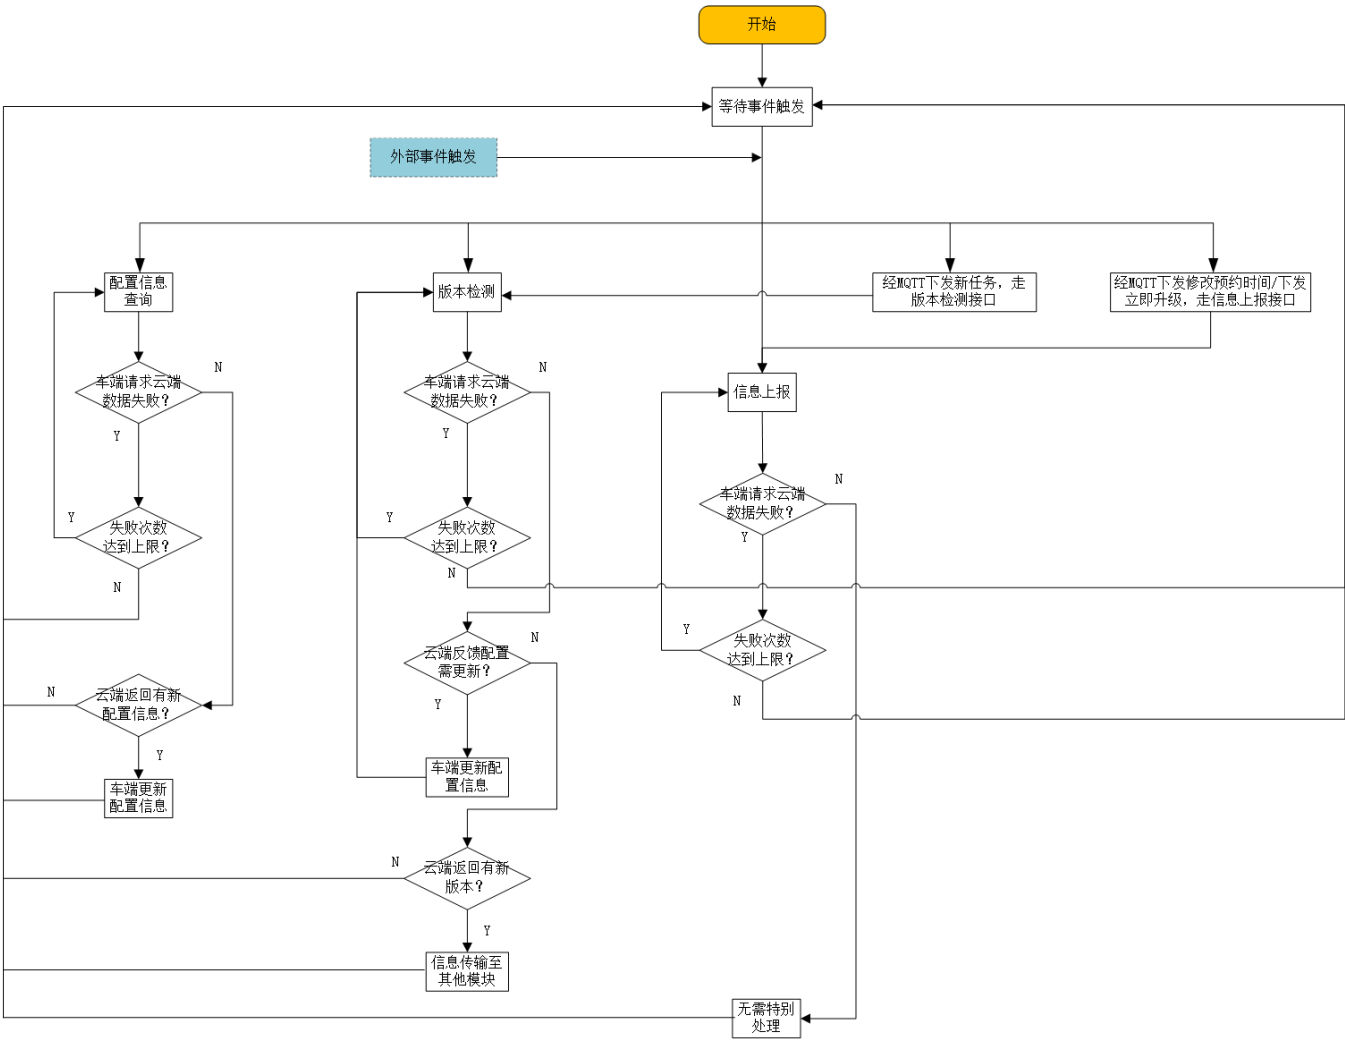 开始
等待事件触发
外部事件触发
配置信息
查询
版本检测
经MQTT下发新任务，走
版本检测接口
经MQTT下发修改预约时间/下发
立即升级，走信息上报接口
车端请求云端
数据失败？
N
Y
车端请求云端
数据失败？
N
Y
信息上报
车端请求云端
数据失败？
N
Y
失败次数
达到上限？
Y
N
失败次数
达到上限？
Y
N
失败次数
达到上限？
Y
N
云端反馈配置
需更新？
N
Y
云端返回有新
配置信息？
N
Y
车端更新
配置信息
车端更新配
置信息
云端返回有新
版本？
N
Y
信息传输至
其他模块
无需特别
处理